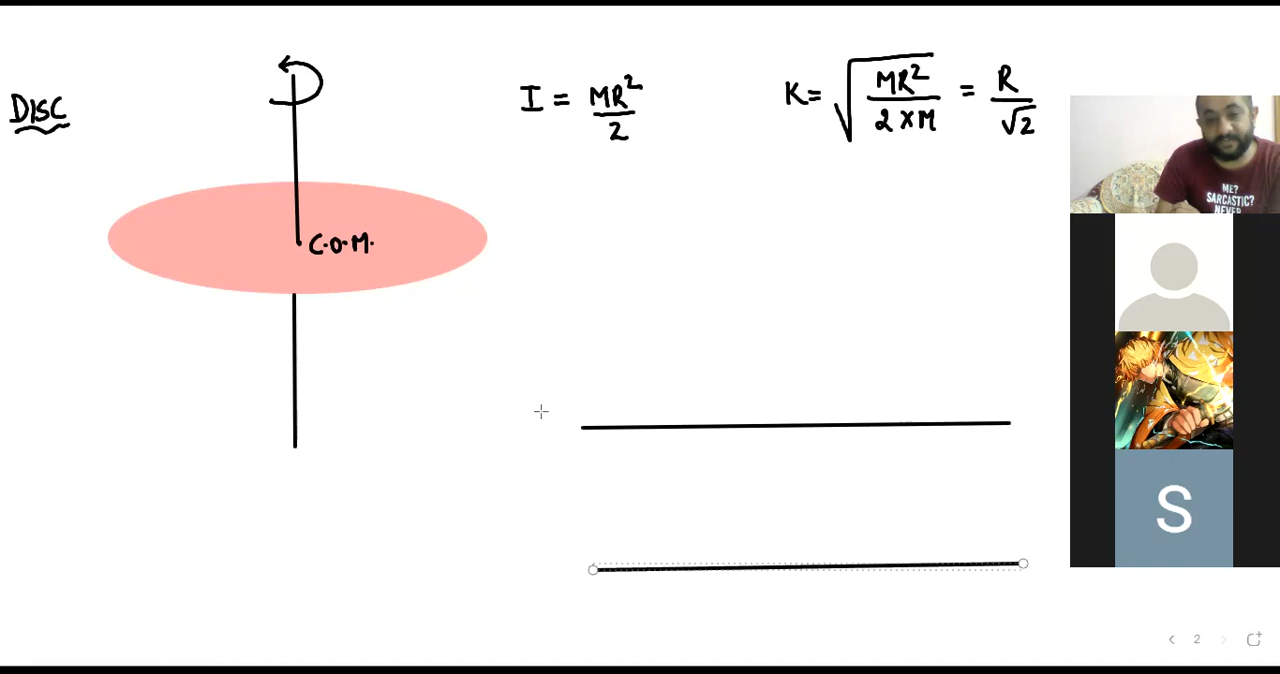 DISC
I = MR²/2
K = √(MR²/(2×M)) = R/√2
C.O.M.
ME?
SARCASTIC?
NEVER
S
2